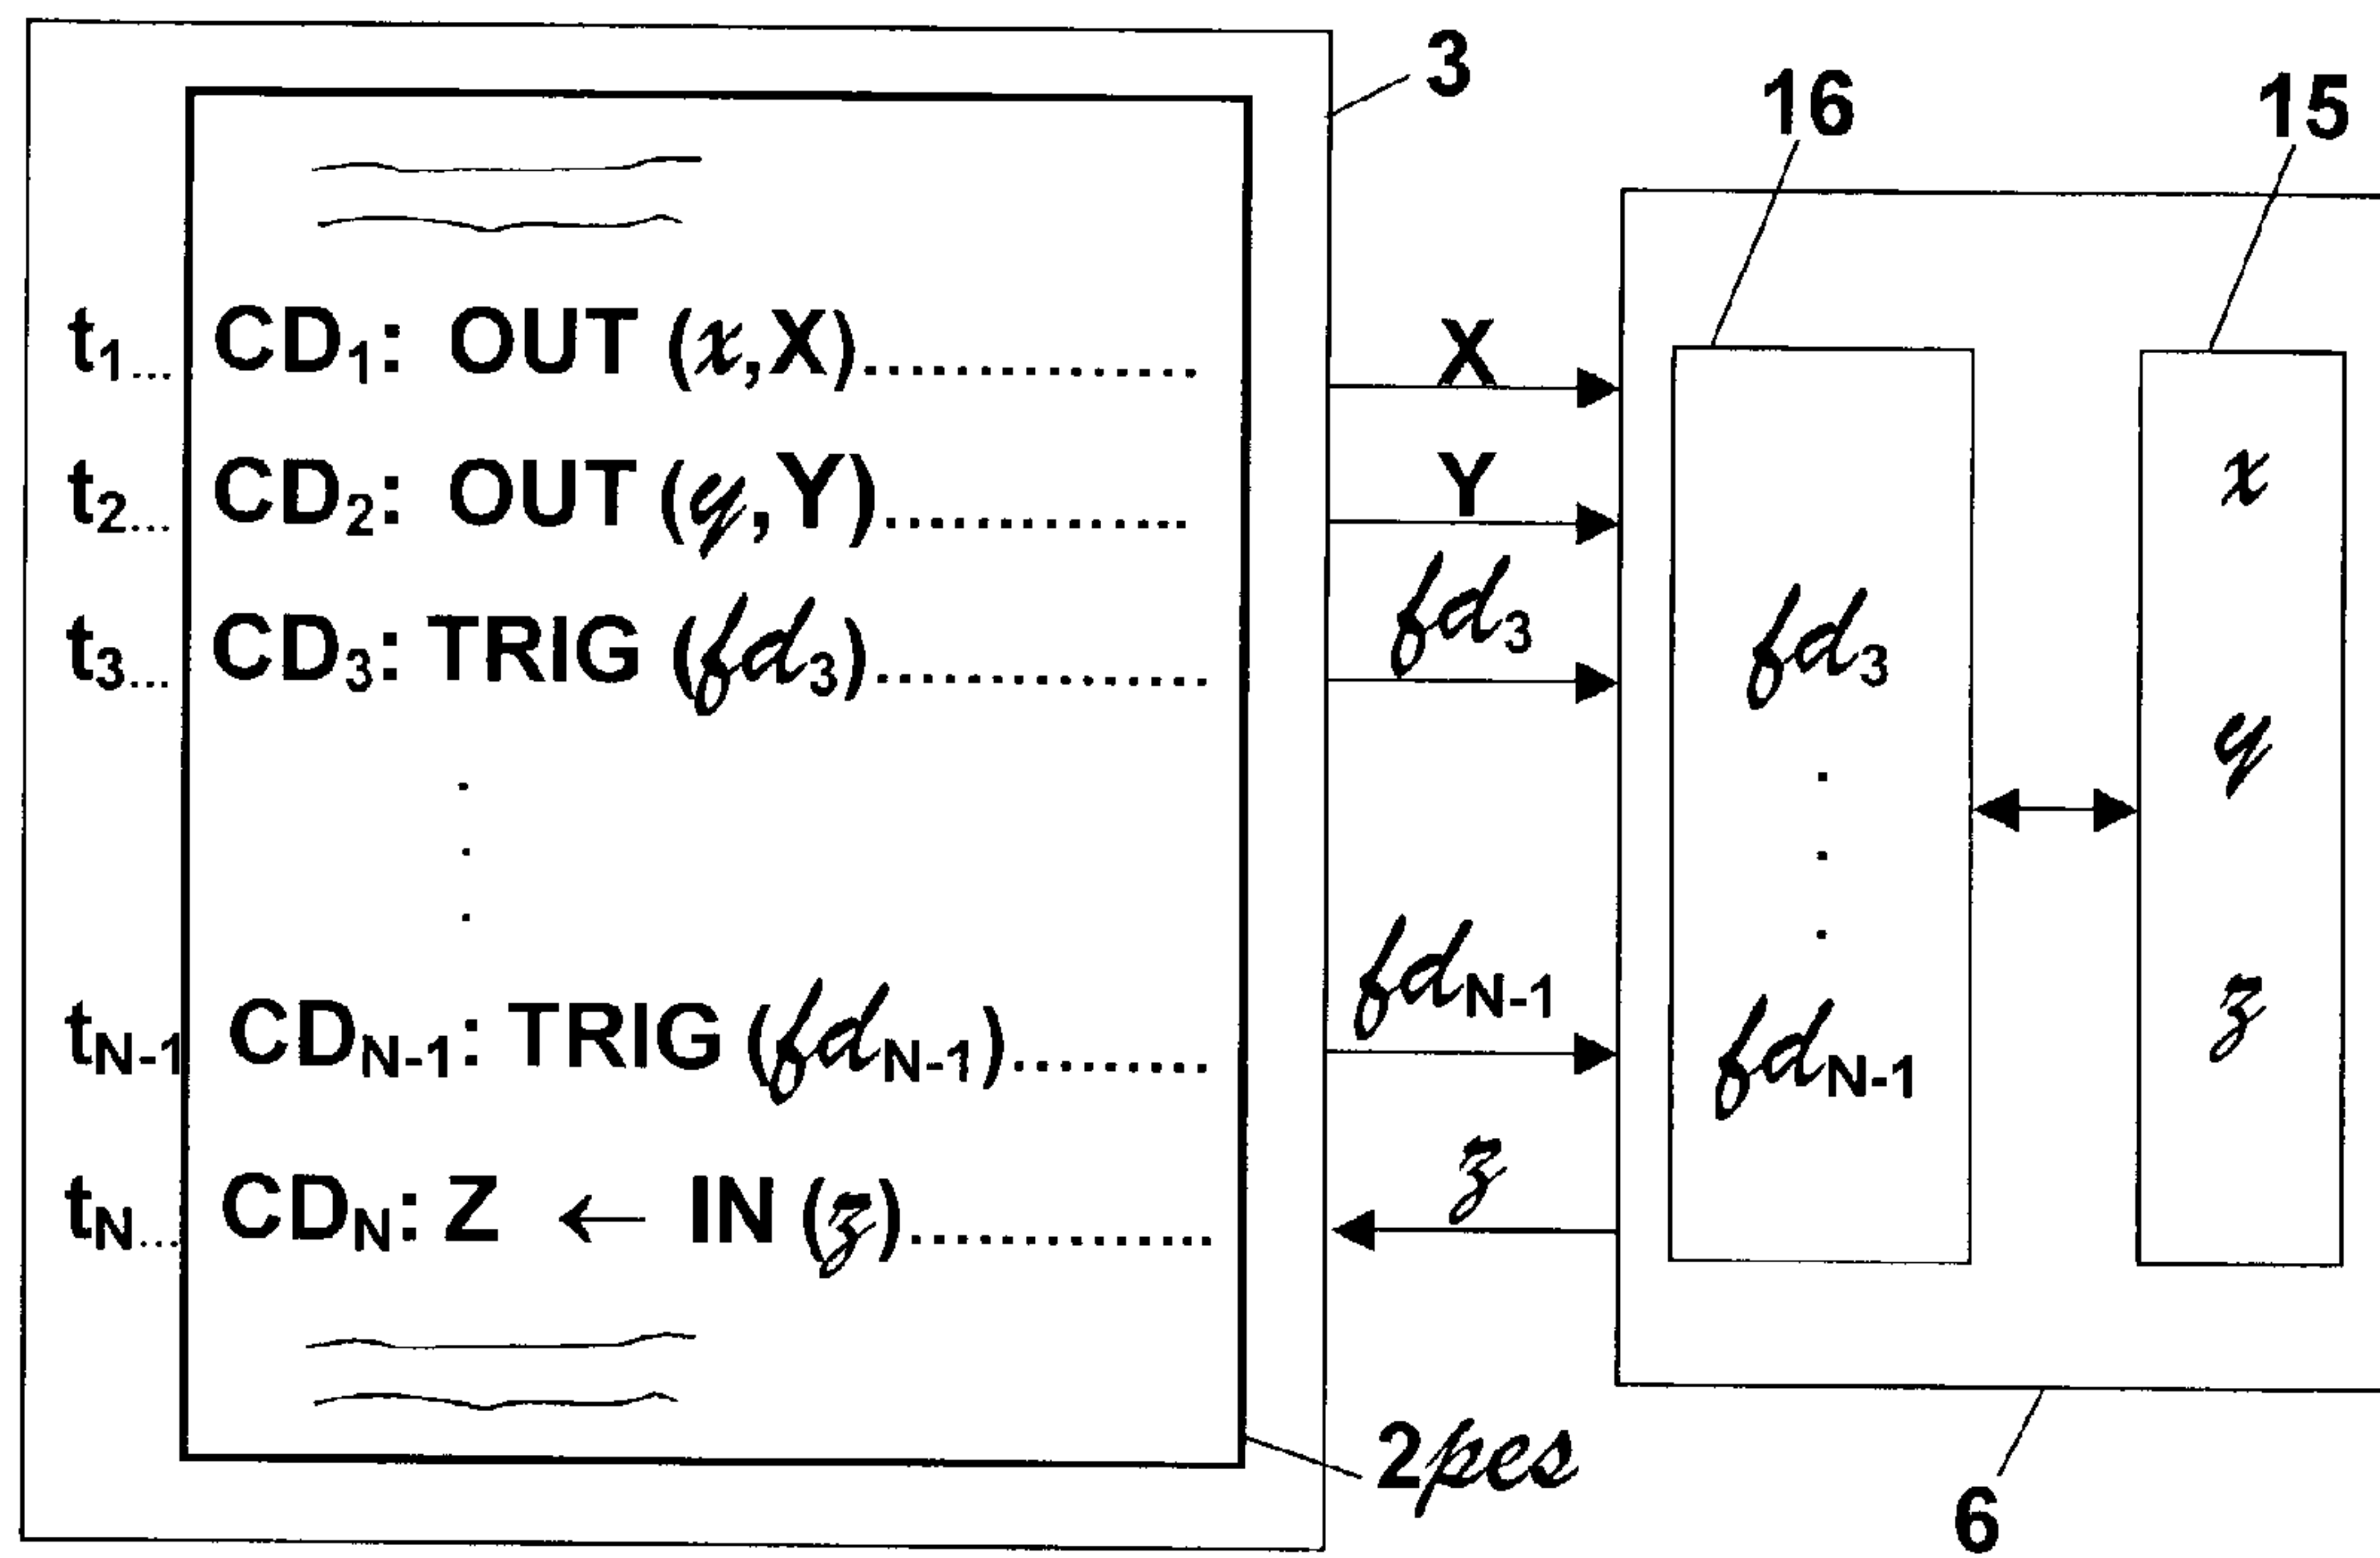 3
16
15
t1... CD1: OUT (x,X)............... X
x
t2... CD2: OUT (y,Y).............. Y
t3... CD3: TRIG (fd3)............... fd3 fd3
y
z
tN-1 CDN-1: TRIG (fdN-1)......... fdN-1 fdN-1
tN... CDN: Z ← IN (z).............. z
2pes
6